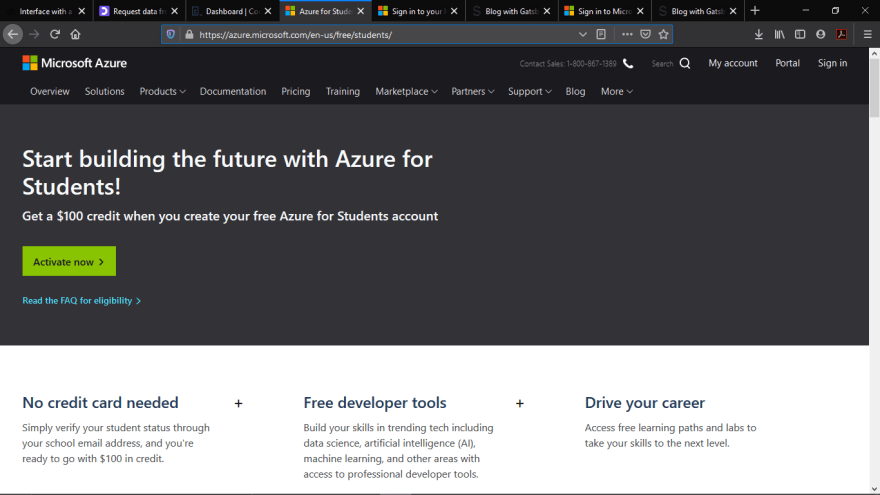 Interface with a
Request data fr
Dashboard | Co
Azure for Stude
Sign in to your
Blog with Gatsb
Sign in to Micro
Blog with Gatsb
https://azure.microsoft.com/en-us/free/students/
Microsoft Azure
Contact Sales: 1-800-867-1389
Search
My account
Portal
Sign in
Overview
Solutions
Products
Documentation
Pricing
Training
Marketplace
Partners
Support
Blog
More
Start building the future with Azure for
Students!
Get a $100 credit when you create your free Azure for Students account
Activate now >
Read the FAQ for eligibility >
No credit card needed +
Simply verify your student status through
your school email address, and you're
ready to go with $100 in credit.
Free developer tools +
Build your skills in trending tech including
data science, artificial intelligence (AI),
machine learning, and other areas with
access to professional developer tools.
Drive your career
Access free learning paths and labs to
take your skills to the next level.